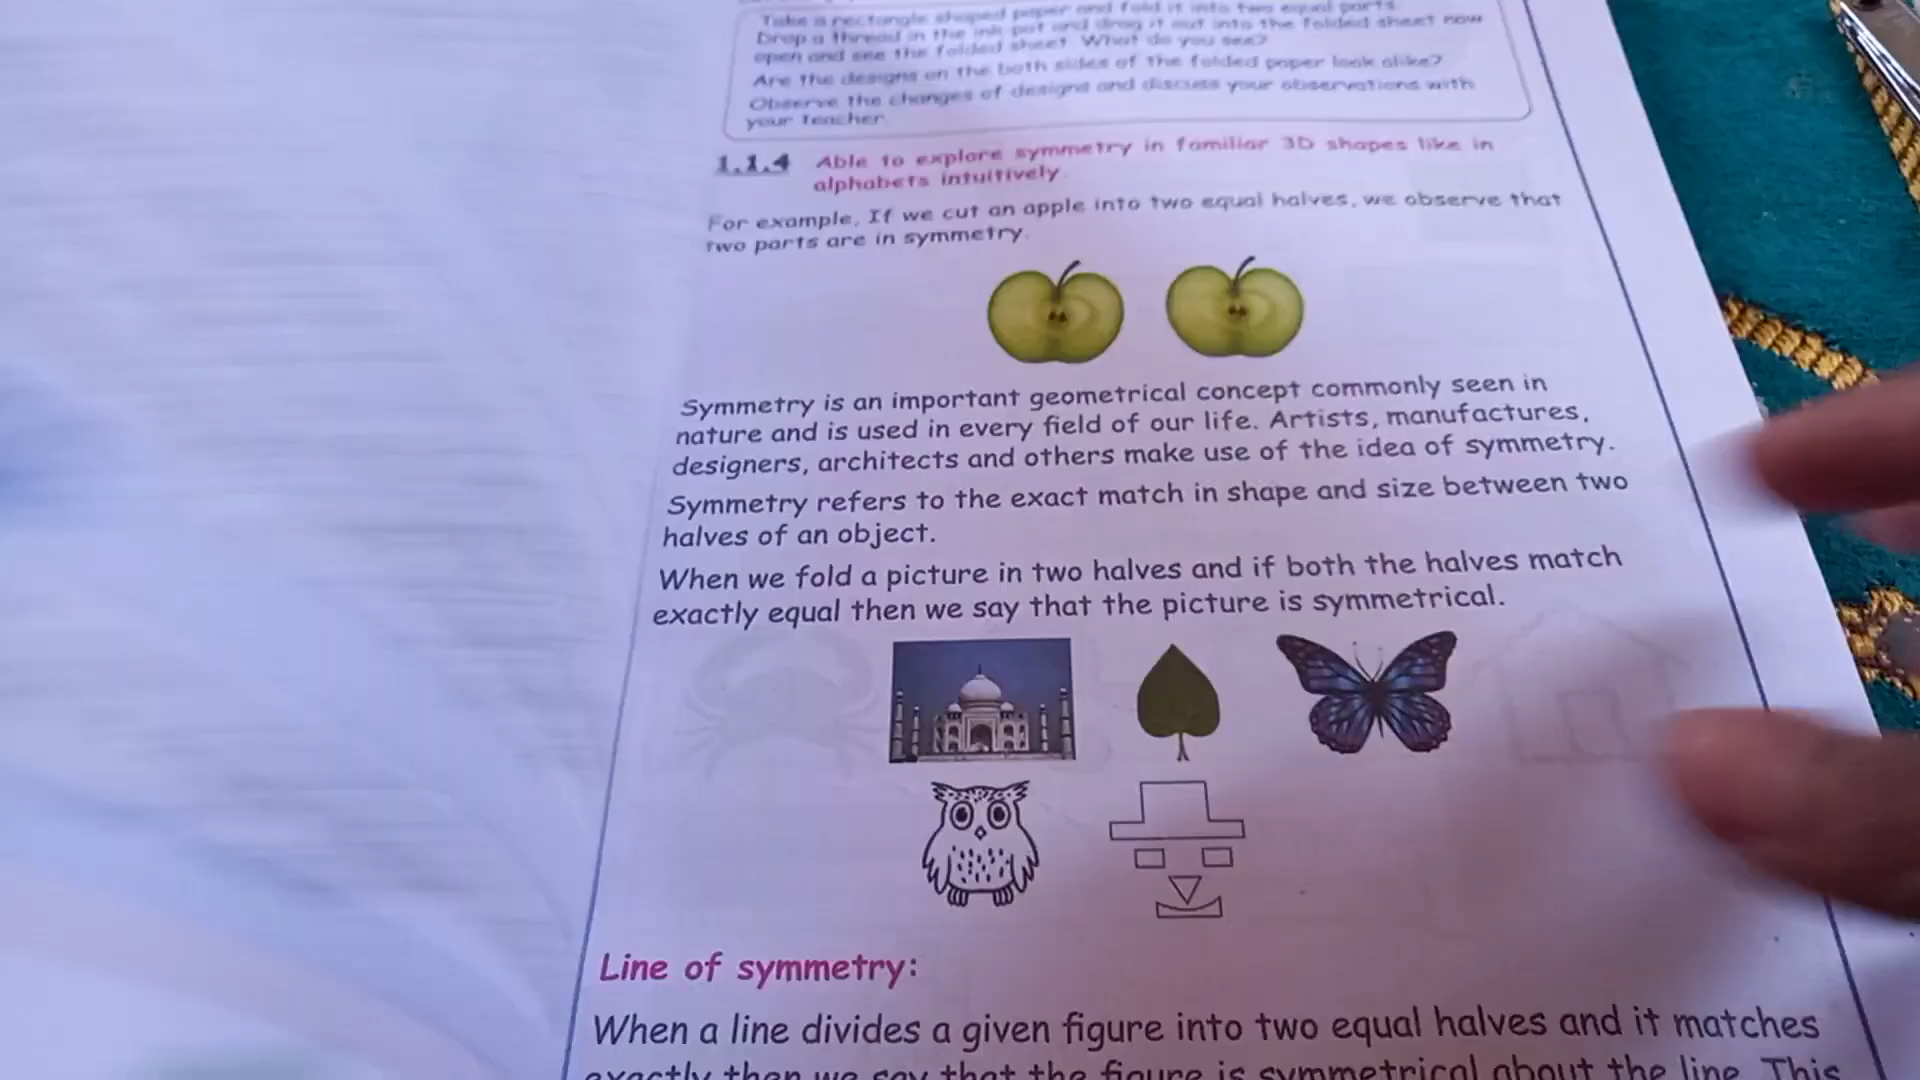 Take a rectangle shaped paper and fold it into two equal parts.
Drop a thread in the ink pot and drag it out into the folded sheet now
open and see the folded sheet. What do you see?
Are the designs on the both sides of the folded paper look alike?
Observe the changes of designs and discuss your observations with
your teacher.
1.1.4 Able to explore symmetry in familiar 3D shapes like in
alphabets intuitively.
For example, If we cut an apple into two equal halves, we observe that
two parts are in symmetry.
Symmetry is an important geometrical concept commonly seen in
nature and is used in every field of our life. Artists, manufactures,
designers, architects and others make use of the idea of symmetry.
Symmetry refers to the exact match in shape and size between two
halves of an object.
When we fold a picture in two halves and if both the halves match
exactly equal then we say that the picture is symmetrical.
Line of symmetry:
When a line divides a given figure into two equal halves and it matches
exactly then we say that the figure is symmetrical about the line. This